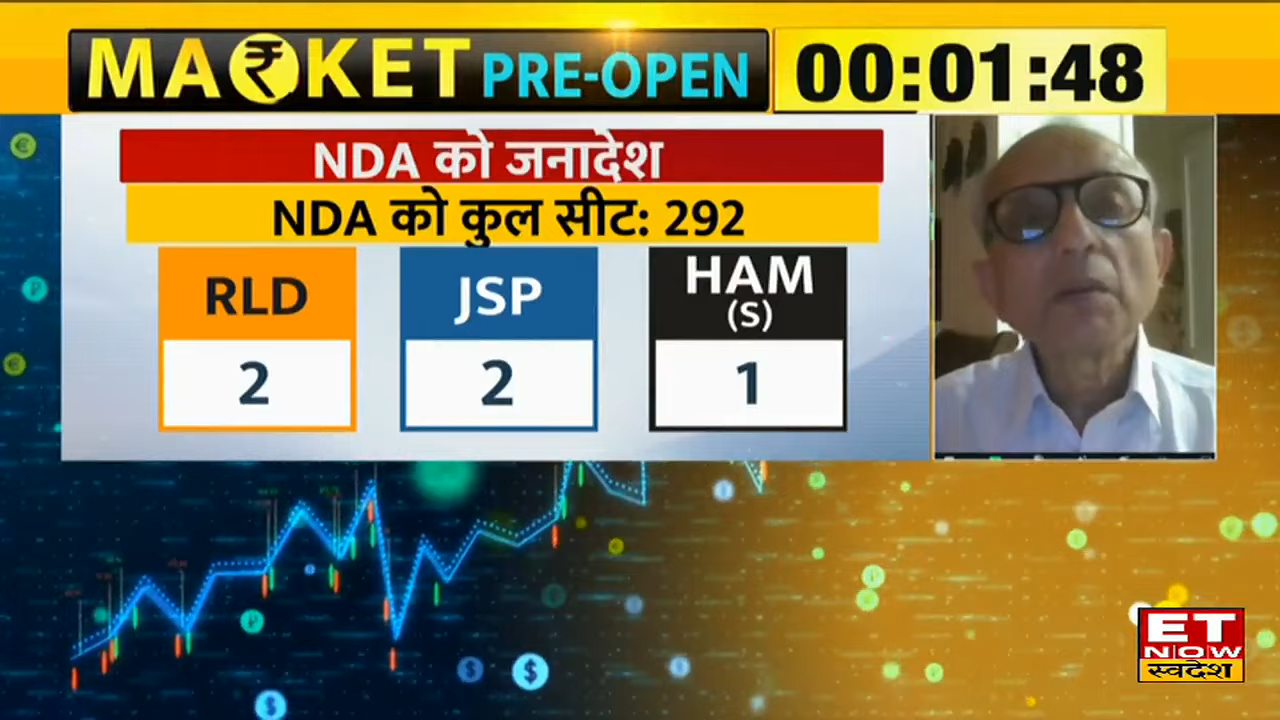 MA₹KET PRE-OPEN
00:01:48
NDA को जनादेश
NDA को कुल सीट: 292
RLD
2
JSP
2
HAM
(S)
1
ET
NOW
स्वदेश